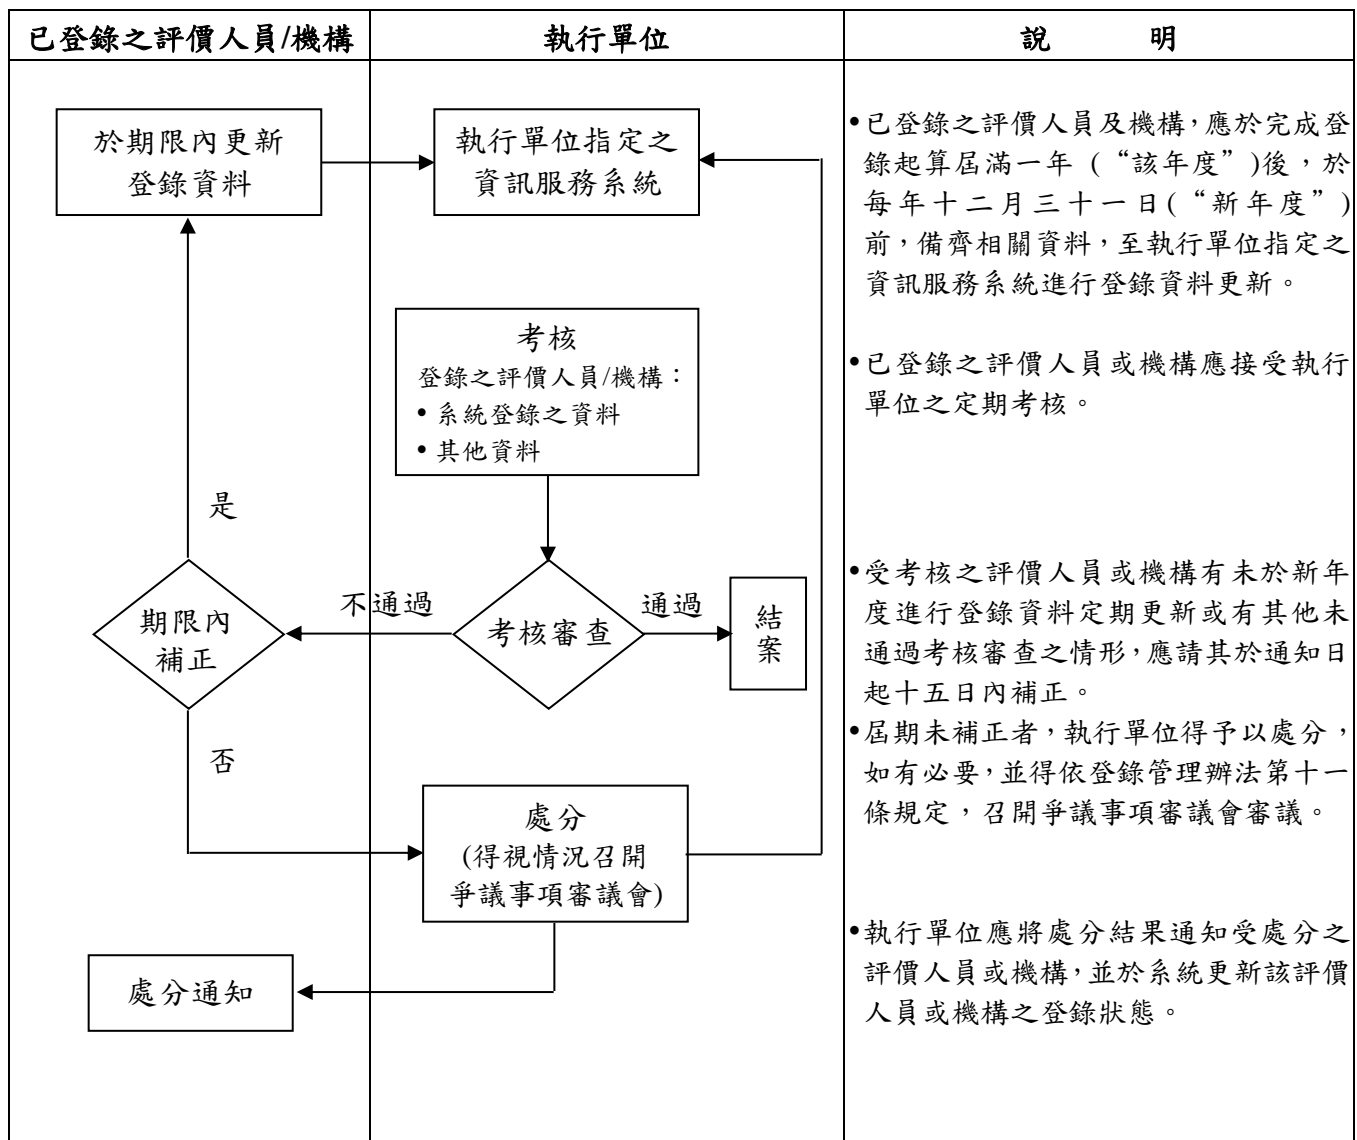 已登錄之評價人員/機構
執行單位
說 明
於期限內更新
登錄資料
執行單位指定之
資訊服務系統
•已登錄之評價人員及機構，應於完成登
錄起算屆滿一年（“該年度”)後，於
每年十二月三十一日(“新年度”)
前，備齊相關資料，至執行單位指定之
資訊服務系統進行登錄資料更新。
考核
登錄之評價人員/機構：
•系統登錄之資料
•其他資料
•已登錄之評價人員或機構應接受執行
單位之定期考核。
是
期限內
補正
不通過
考核審查
通過
結
案
•受考核之評價人員或機構有未於新年
度進行登錄資料定期更新或有其他未
通過考核審查之情形，應請其於通知日
起十五日內補正。
•屆期未補正者，執行單位得予以處分，
如有必要，並得依登錄管理辦法第十一
條規定，召開爭議事項審議會審議。
否
處分
(得視情況召開
爭議事項審議會)
處分通知
•執行單位應將處分結果通知受處分之
評價人員或機構，並於系統更新該評價
人員或機構之登錄狀態。